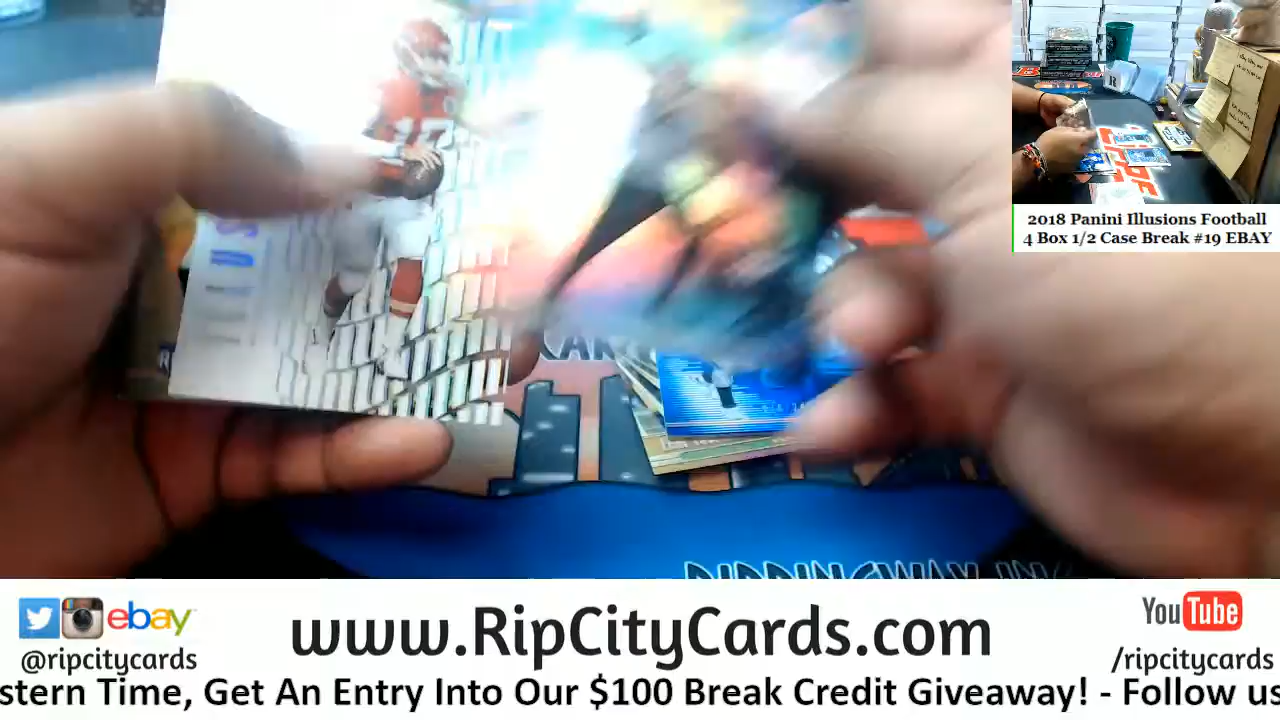 2018 Panini Illusions Football
4 Box 1/2 Case Break #19 EBAY
ebay
@ripcitycards
www.RipCityCards.com
YouTube
/ripcitycards
stern Time, Get An Entry Into Our $100 Break Credit Giveaway! - Follow us